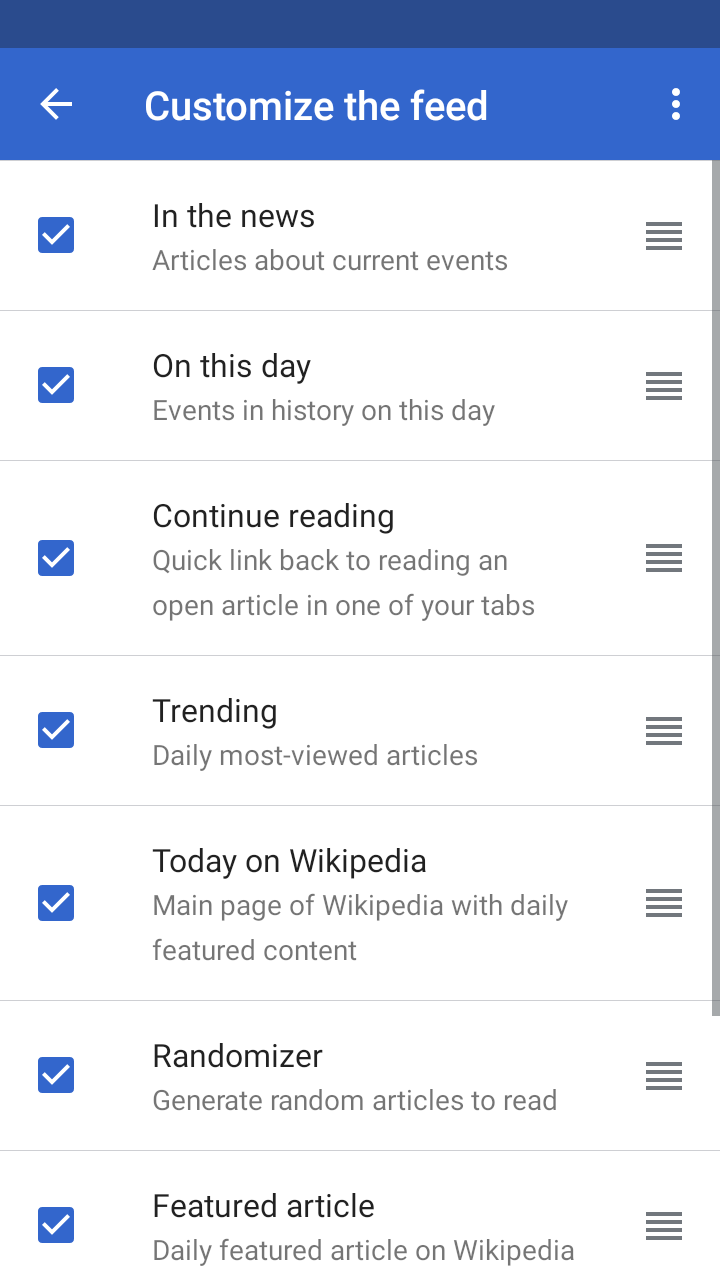 Customize the feed
In the news
Articles about current events
On this day
Events in history on this day
Continue reading
Quick link back to reading an
open article in one of your tabs
Trending
Daily most-viewed articles
Today on Wikipedia
Main page of Wikipedia with daily
featured content
Randomizer
Generate random articles to read
Featured article
Daily featured article on Wikipedia